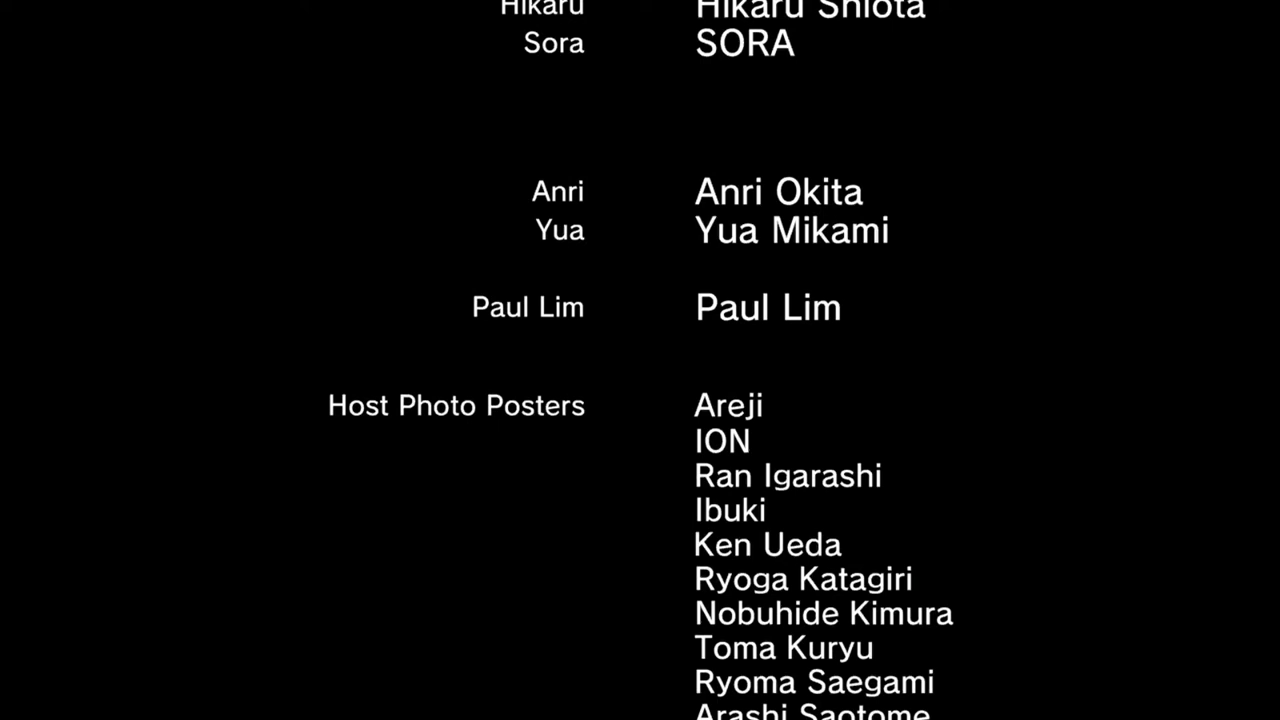 Hikaru Hikaru Shiota
Sora SORA
Anri Anri Okita
Yua Yua Mikami
Paul Lim Paul Lim
Host Photo Posters Areji
ION
Ran Igarashi
Ibuki
Ken Ueda
Ryoga Katagiri
Nobuhide Kimura
Toma Kuryu
Ryoma Saegami
Arashi Saotome